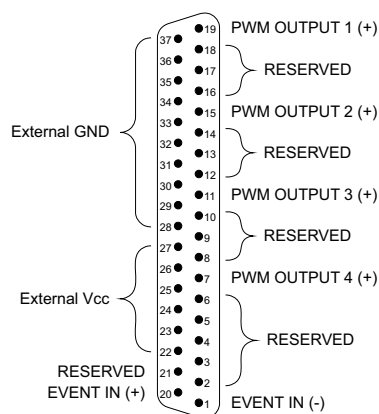 19 PWM OUTPUT 1 (+)
37
18
36
17 RESERVED
35
16
34
15 PWM OUTPUT 2 (+)
33
14
External GND
32
13 RESERVED
31
12
30
11 PWM OUTPUT 3 (+)
29
10
28
9 RESERVED
27
8
26
7 PWM OUTPUT 4 (+)
25
6
External Vcc
24
5
23
4 RESERVED
22
3
RESERVED 21
2
EVENT IN (+) 20
1 EVENT IN (-)